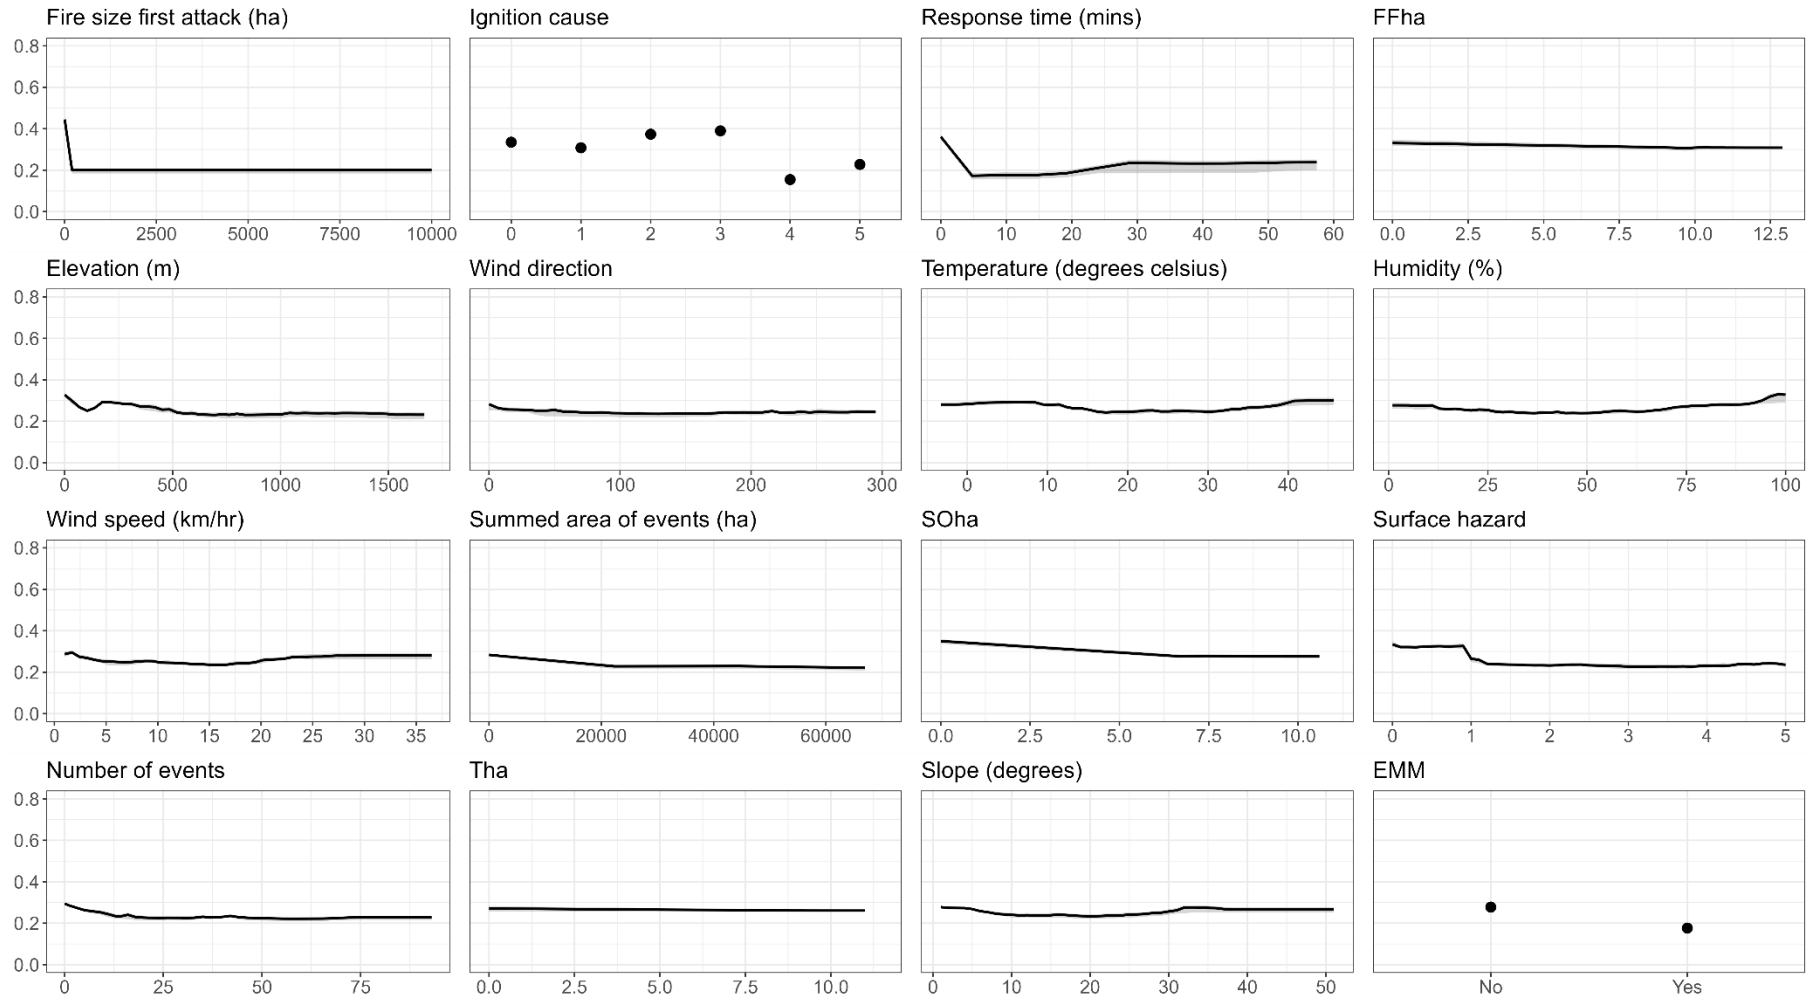 Fire size first attack (ha) Ignition cause Response time (mins) FFha
0.8
0.6
0.4
0.2
0.0
0 2500 5000 7500 10000 0 1 2 3 4 5 0 10 20 30 40 50 60 0.0 2.5 5.0 7.5 10.0 12.5
Elevation (m) Wind direction Temperature (degrees celsius) Humidity (%)
0.8
0.6
0.4
0.2
0.0
0 500 1000 1500 0 100 200 300 0 10 20 30 40 0 25 50 75 100
Wind speed (km/hr) Summed area of events (ha) SOha Surface hazard
0.8
0.6
0.4
0.2
0.0
0 5 10 15 20 25 30 35 0 20000 40000 60000 0.0 2.5 5.0 7.5 10.0 0 1 2 3 4 5
Number of events Tha Slope (degrees) EMM
0.8
0.6
0.4
0.2
0.0
0 25 50 75 0.0 2.5 5.0 7.5 10.0 0 10 20 30 40 50 No Yes